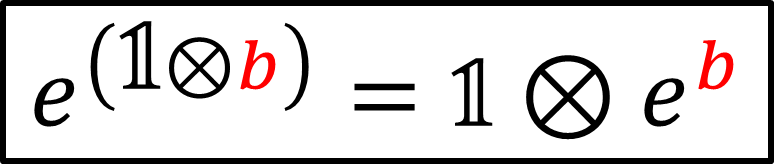 e^(𝟙⊗b) = 𝟙 ⊗ e^b